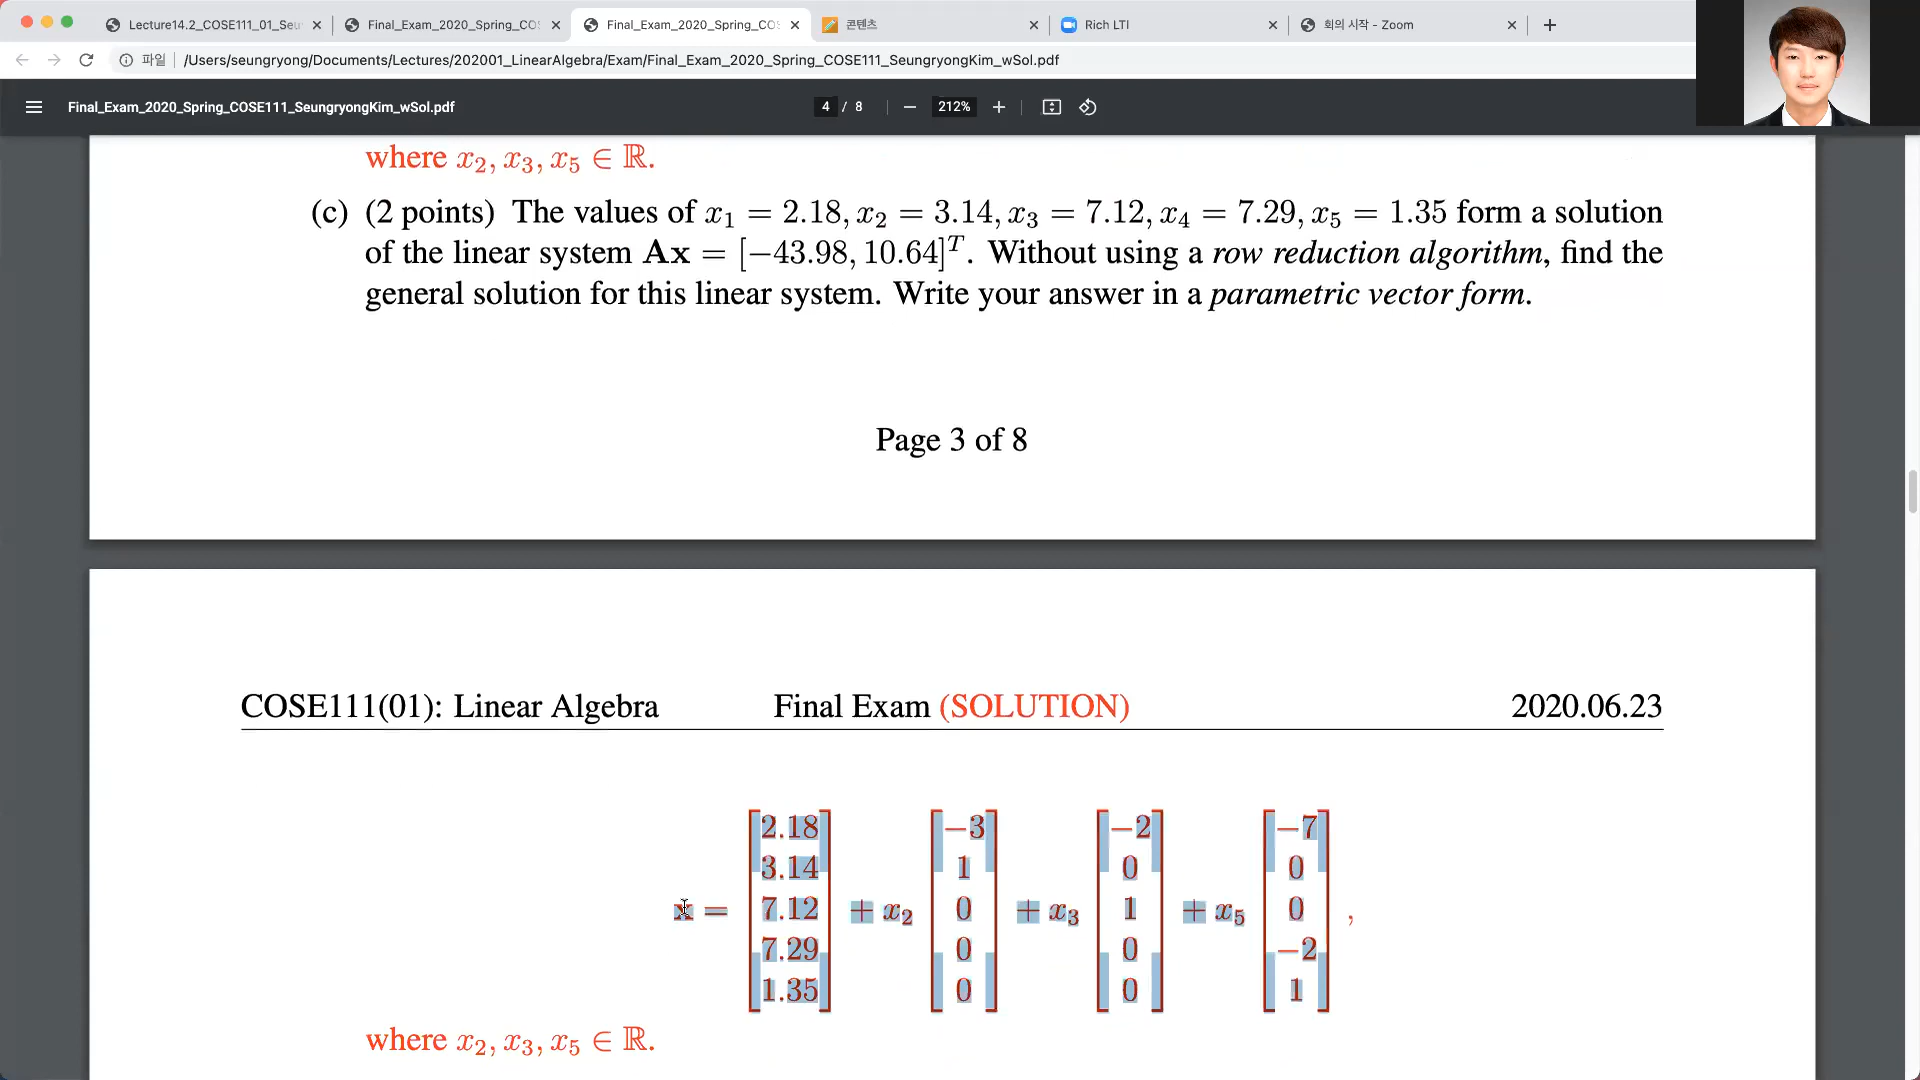 Lecture14.2_COSE111_01_Seu
Final_Exam_2020_Spring_COS
Final_Exam_2020_Spring_COS
콘텐츠
Rich LTI
회의 시작 - Zoom
파일 /Users/seungryong/Documents/Lectures/202001_LinearAlgebra/Exam/Final_Exam_2020_Spring_COSE111_SeungryongKim_wSol.pdf
Final_Exam_2020_Spring_COSE111_SeungryongKim_wSol.pdf
4 / 8
212%
where x₂, x₃, x₅ ∈ ℝ.
(c) (2 points) The values of x₁ = 2.18, x₂ = 3.14, x₃ = 7.12, x₄ = 7.29, x₅ = 1.35 form a solution
of the linear system Ax = [−43.98, 10.64]ᵀ. Without using a row reduction algorithm, find the
general solution for this linear system. Write your answer in a parametric vector form.
Page 3 of 8
COSE111(01): Linear Algebra Final Exam (SOLUTION) 2020.06.23
x = [2.18 3.14 7.12 7.29 1.35] + x₂ [−3 1 0 0 0] + x₃ [−2 0 1 0 0] + x₅ [−7 0 0 −2 1] ,
where x₂, x₃, x₅ ∈ ℝ.